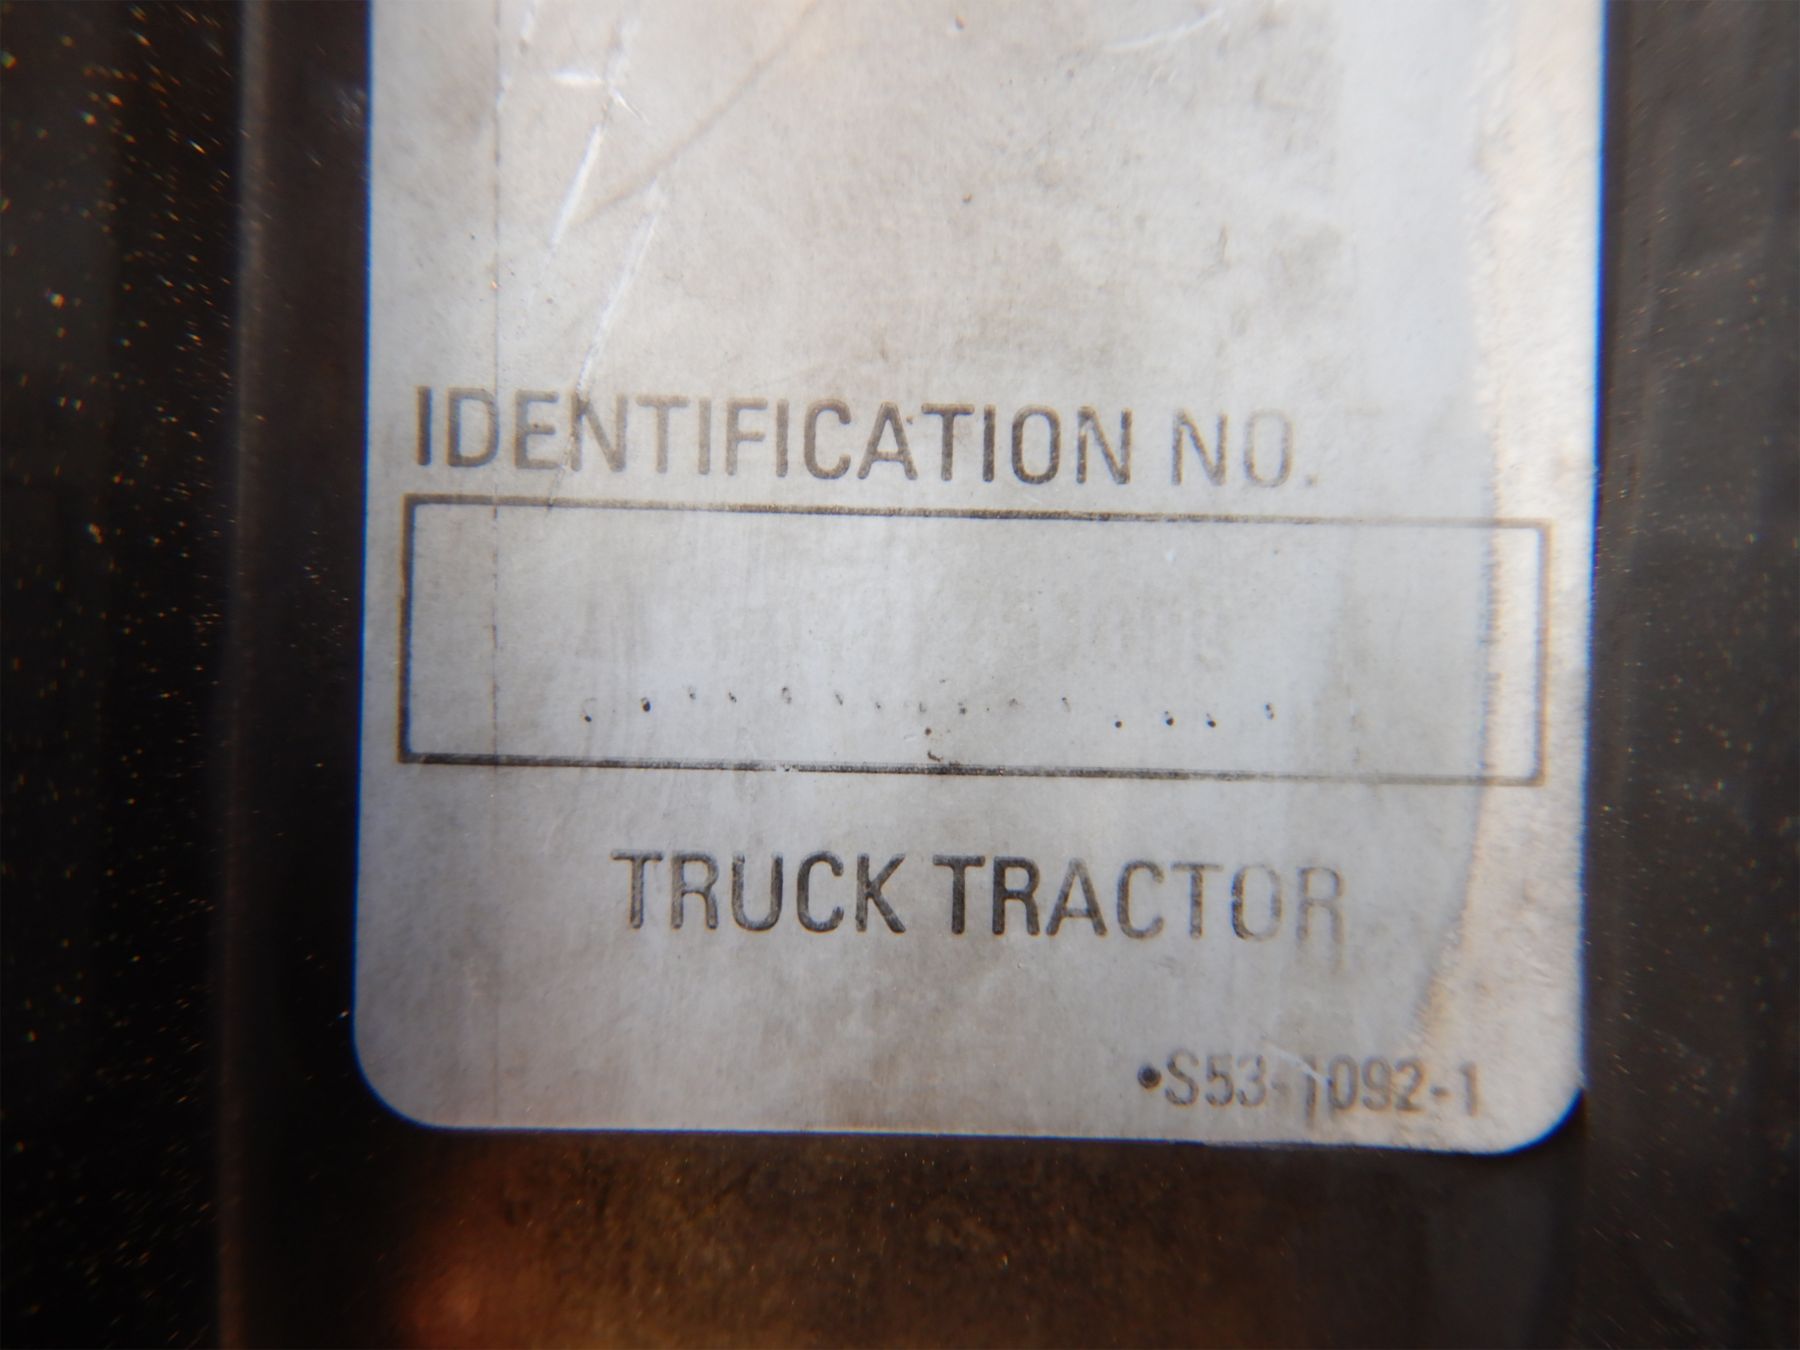 IDENTIFICATION NO.
TRUCK TRACTOR
•S53-1092-1